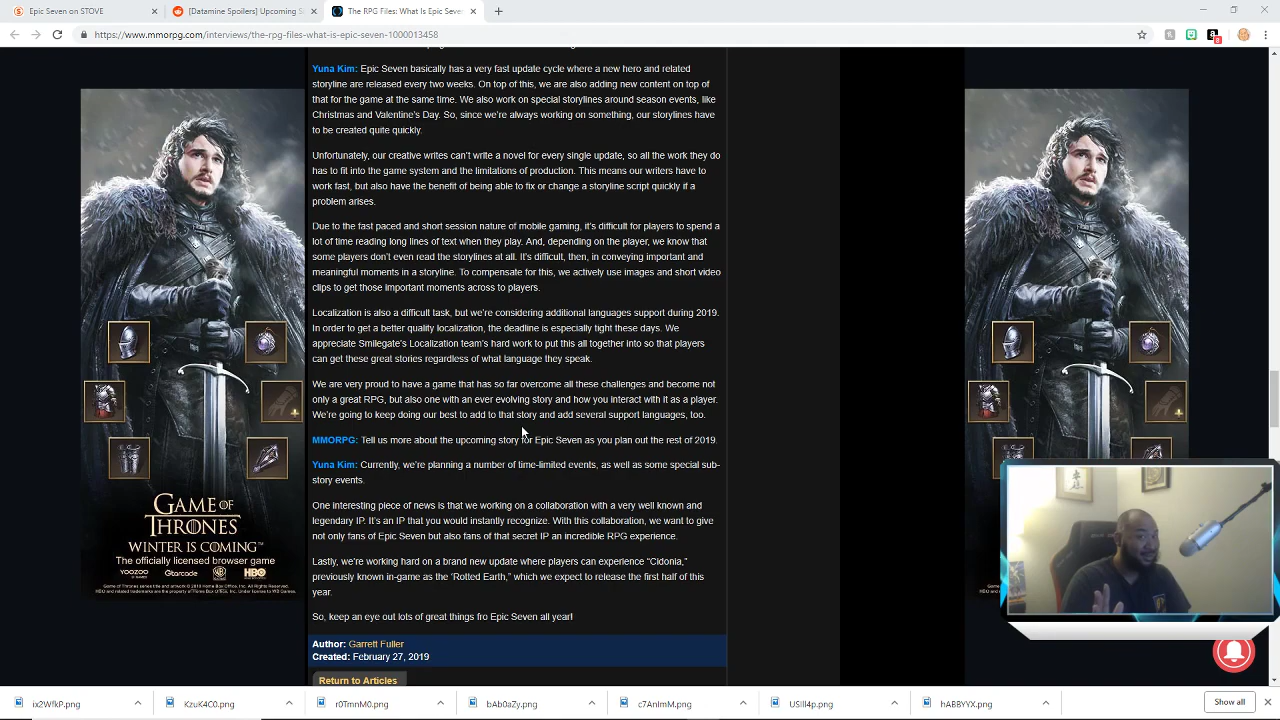 Epic Seven on STOVE
[Datamine Spoilers] Upcoming S
The RPG Files: What Is Epic Seve
https://www.mmorpg.com/interviews/the-rpg-files-what-is-epic-seven-1000013458
Yuna Kim: Epic Seven basically has a very fast update cycle where a new hero and related
storyline are released every two weeks. On top of this, we are also adding new content on top of
that for the game at the same time. We also work on special storylines around season events, like
Christmas and Valentine's Day. So, since we're always working on something, our storylines have
to be created quite quickly.
Unfortunately, our creative writes can't write a novel for every single update, so all the work they do
has to fit into the game system and the limitations of production. This means our writers have to
work fast, but also have the benefit of being able to fix or change a storyline script quickly if a
problem arises.
Due to the fast paced and short session nature of mobile gaming, it's difficult for players to spend a
lot of time reading long lines of text when they play. And, depending on the player, we know that
some players don't even read the storylines at all. It's difficult, then, in conveying important and
meaningful moments in a storyline. To compensate for this, we actively use images and short video
clips to get those important moments across to players.
Localization is also a difficult task, but we're considering additional languages support during 2019.
In order to get a better quality localization, the deadline is especially tight these days. We
appreciate Smilegate's Localization team's hard work to put this all together into so that players
can get these great stories regardless of what language they speak.
We are very proud to have a game that has so far overcome all these challenges and become not
only a great RPG, but also one with an ever evolving story and how you interact with it as a player.
We're going to keep doing our best to add to that story and add several support languages, too.
MMORPG: Tell us more about the upcoming story for Epic Seven as you plan out the rest of 2019.
Yuna Kim: Currently, we're planning a number of time-limited events, as well as some special sub-
story events.
One interesting piece of news is that we working on a collaboration with a very well known and
legendary IP. It's an IP that you would instantly recognize. With this collaboration, we want to give
not only fans of Epic Seven but also fans of that secret IP an incredible RPG experience.
Lastly, we're working hard on a brand new update where players can experience "Cidonia,"
previously known in-game as the 'Rotted Earth," which we expect to release the first half of this
year.
So, keep an eye out lots of great things fro Epic Seven all year!
Author: Garrett Fuller
Created: February 27, 2019
Return to Articles
GAME OF
THRONES
WINTER IS COMING™
The officially licensed browser game
YOOZOO
Gtarcade
HBO
ix2WfkP.png
KzuK4C0.png
r0TmnM0.png
bAb0aZy.png
c7AnImM.png
USIll4p.png
hABBYYX.png
Show all